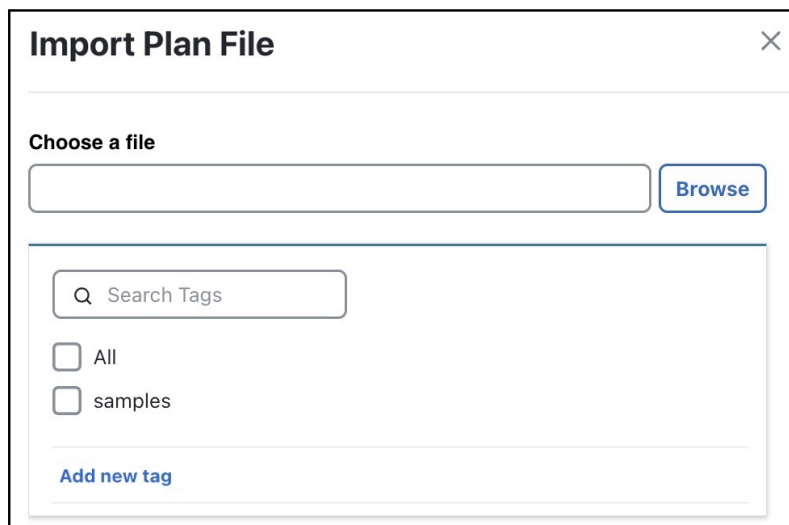 Import Plan File
Choose a file
Browse
Search Tags
All
samples
Add new tag